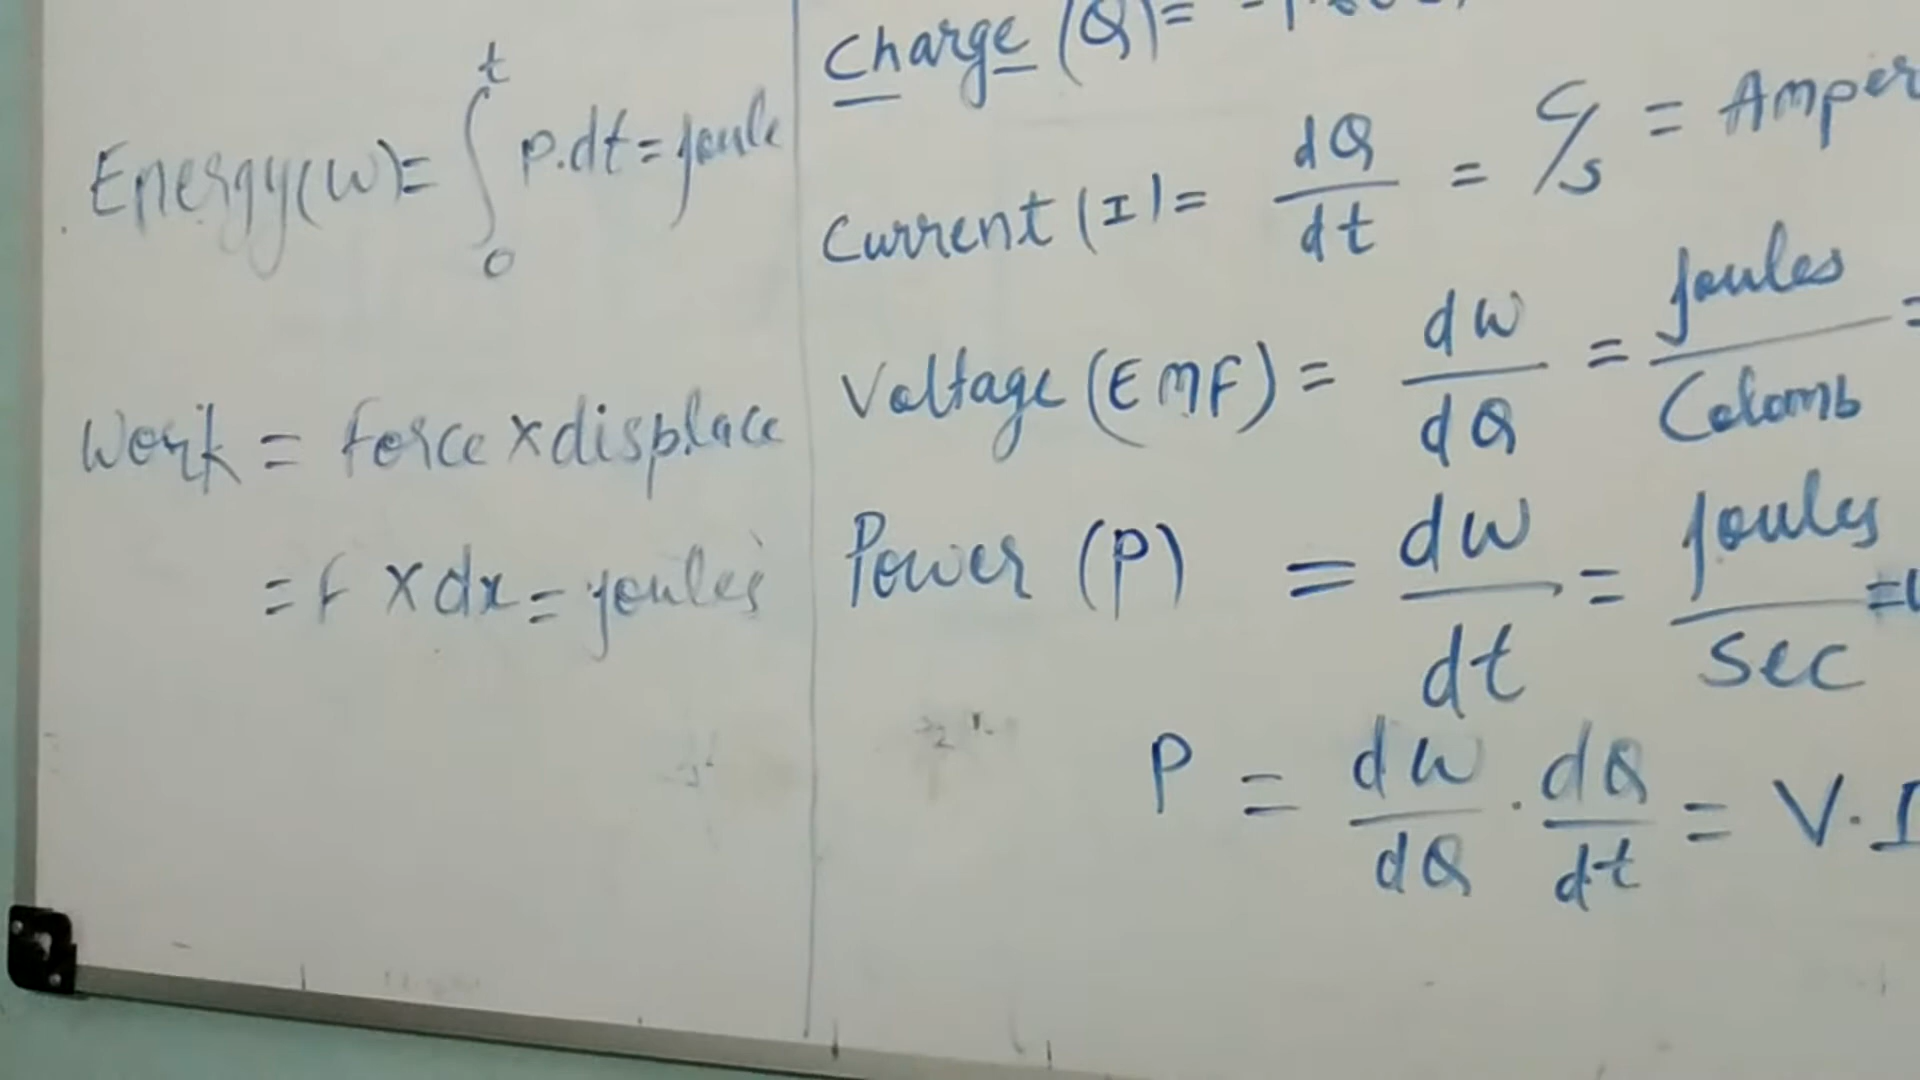 Energy(w) = ∫₀ᵗ p.dt = joule
Work = force x displace
= F x dx = joules
Charge (Q) =
Current (I) = dQ/dt = C/s = Amper
Voltage (EMF) = dw/dQ = joules/Colomb =
Power (P) = dw/dt = joules/sec =
P = dw/dQ . dQ/dt = V. I